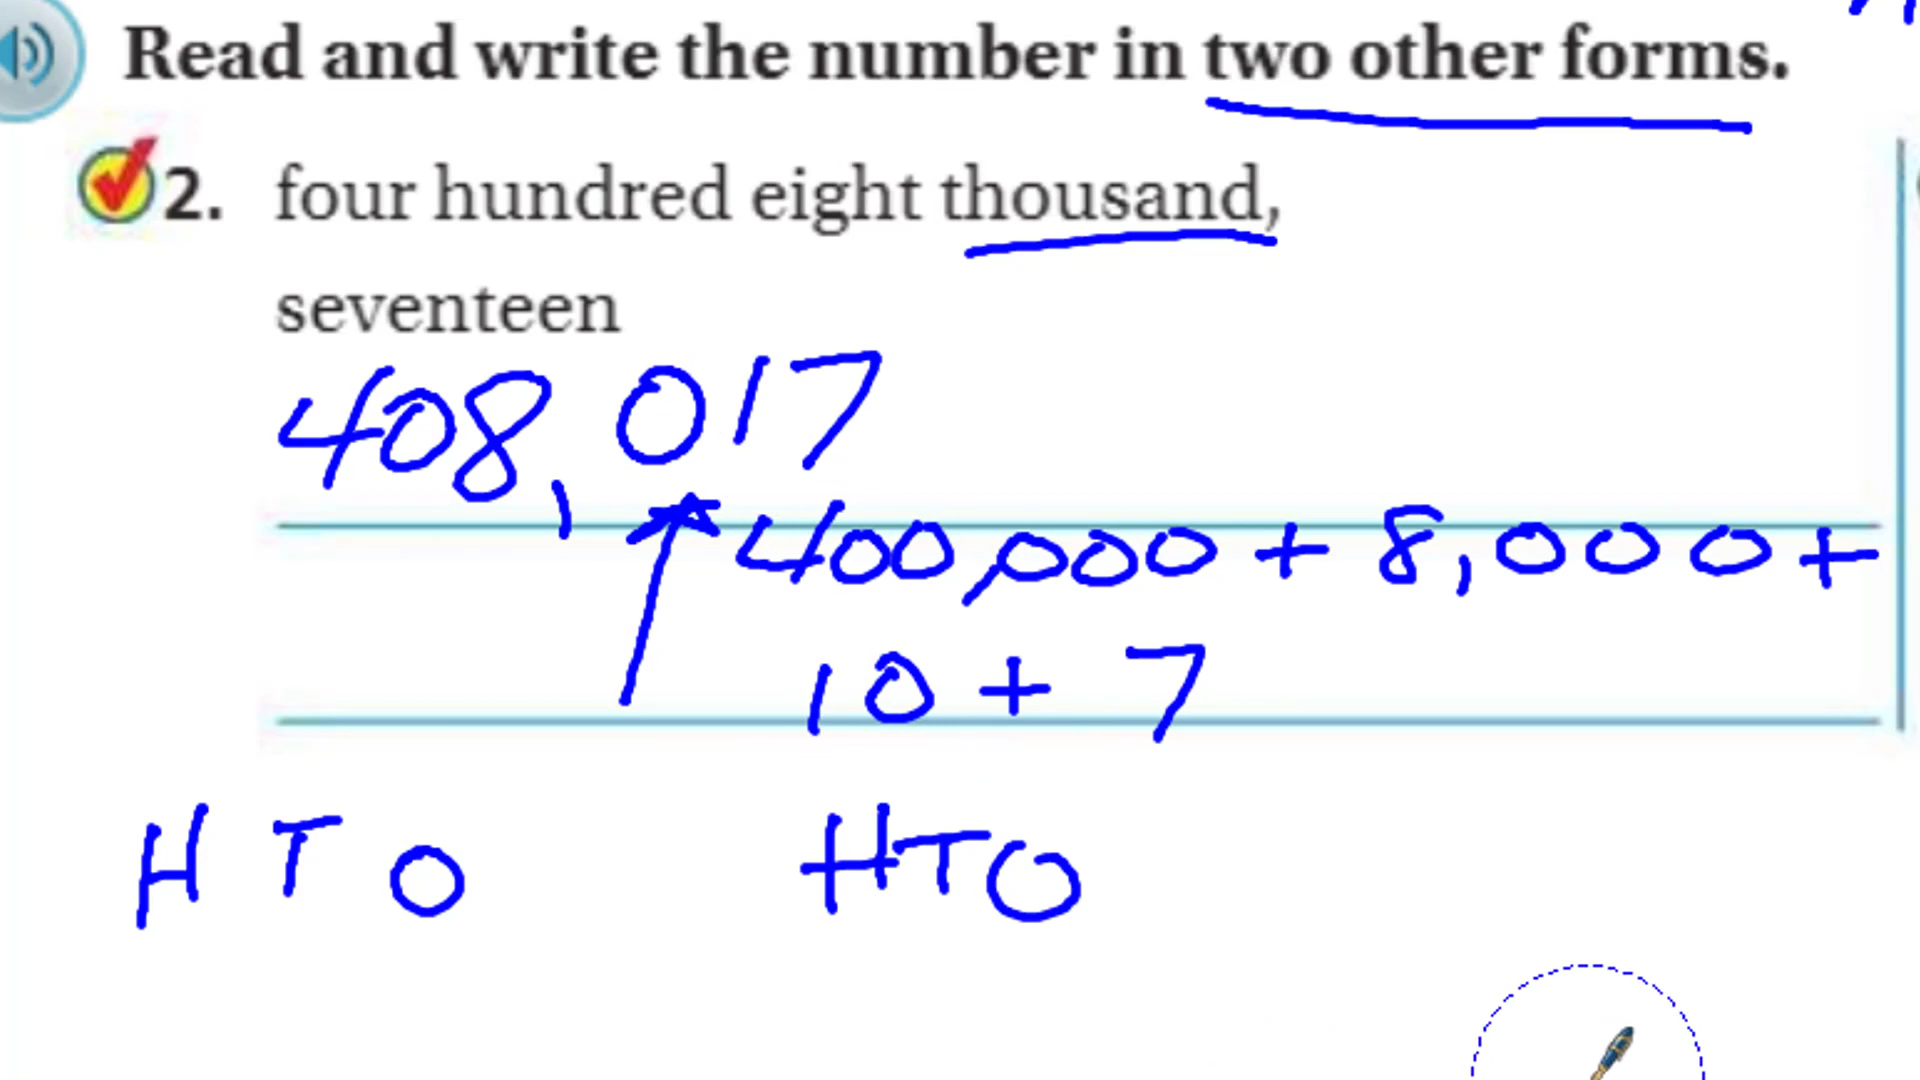 Read and write the number in two other forms.
2. four hundred eight thousand,
seventeen
408,017
400,000 + 8,000 +
10 + 7
H T O HTO